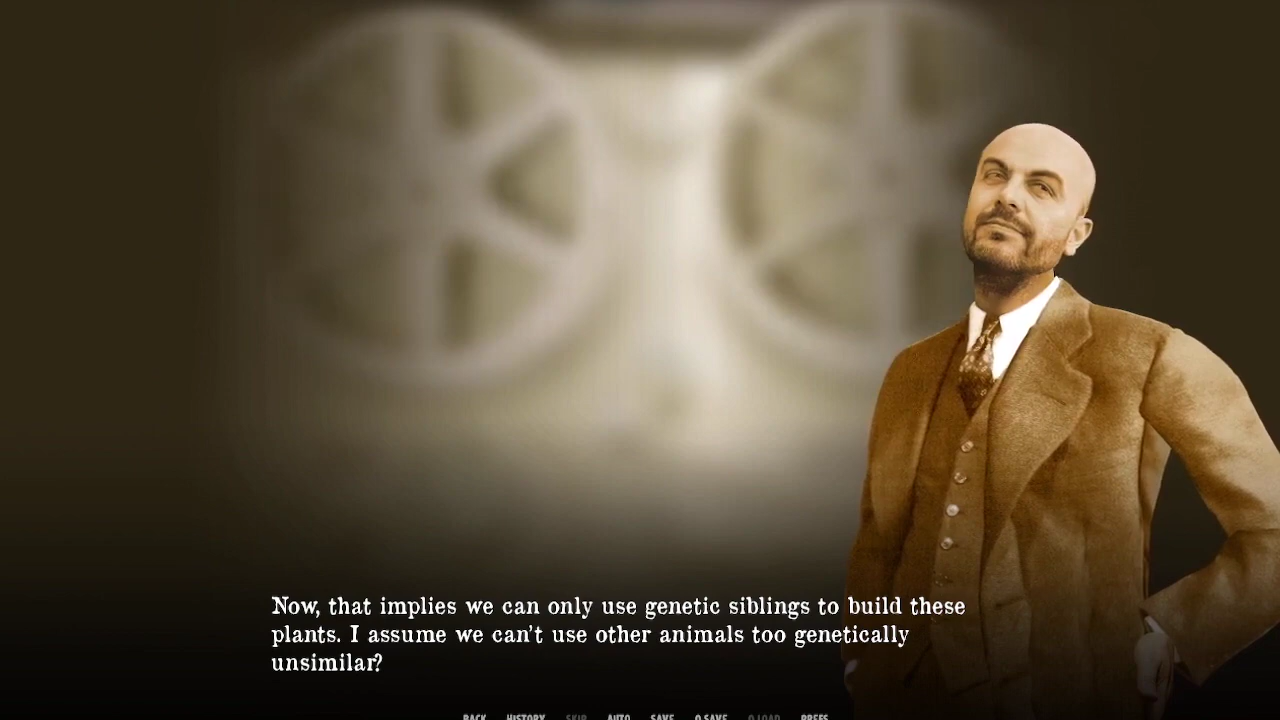 Now, that implies we can only use genetic siblings to build these
plants. I assume we can't use other animals too genetically
unsimilar?
BACK HISTORY SKIP AUTO SAVE Q.SAVE Q.LOAD PREFS